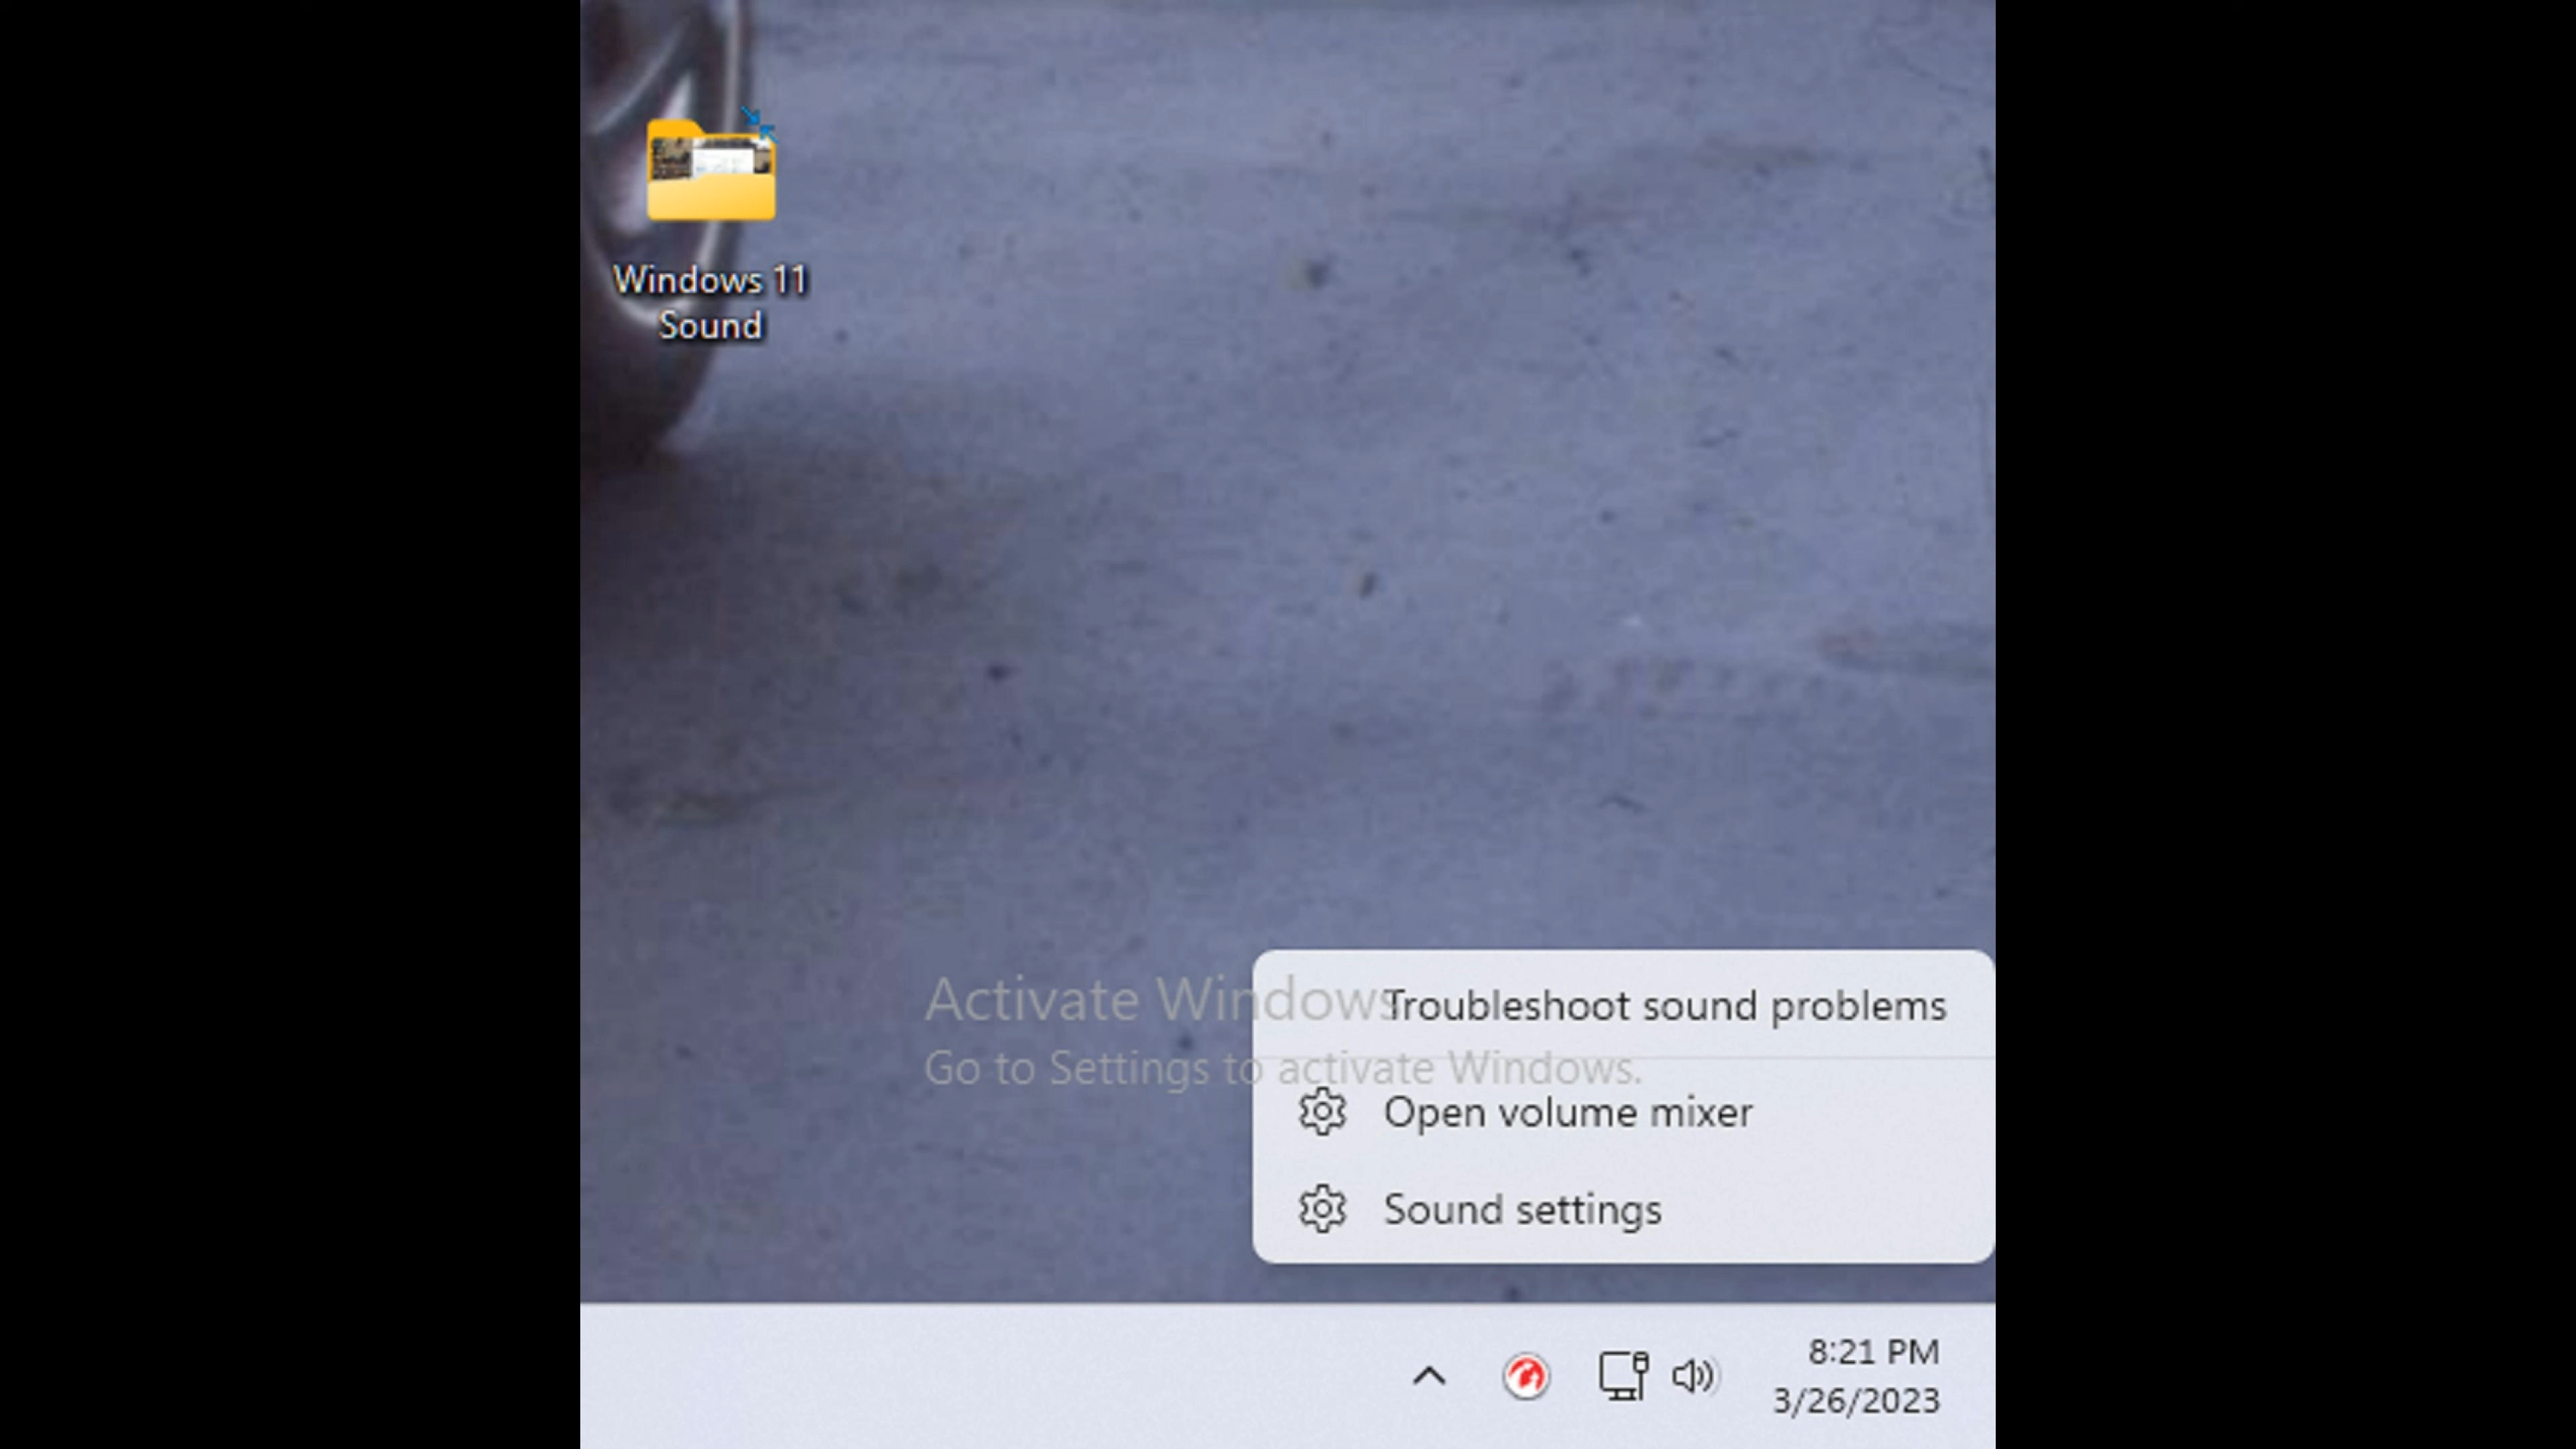 Windows 11
Sound
Activate Windows
Go to Settings to activate Windows.
Troubleshoot sound problems
Open volume mixer
Sound settings
8:21 PM
3/26/2023